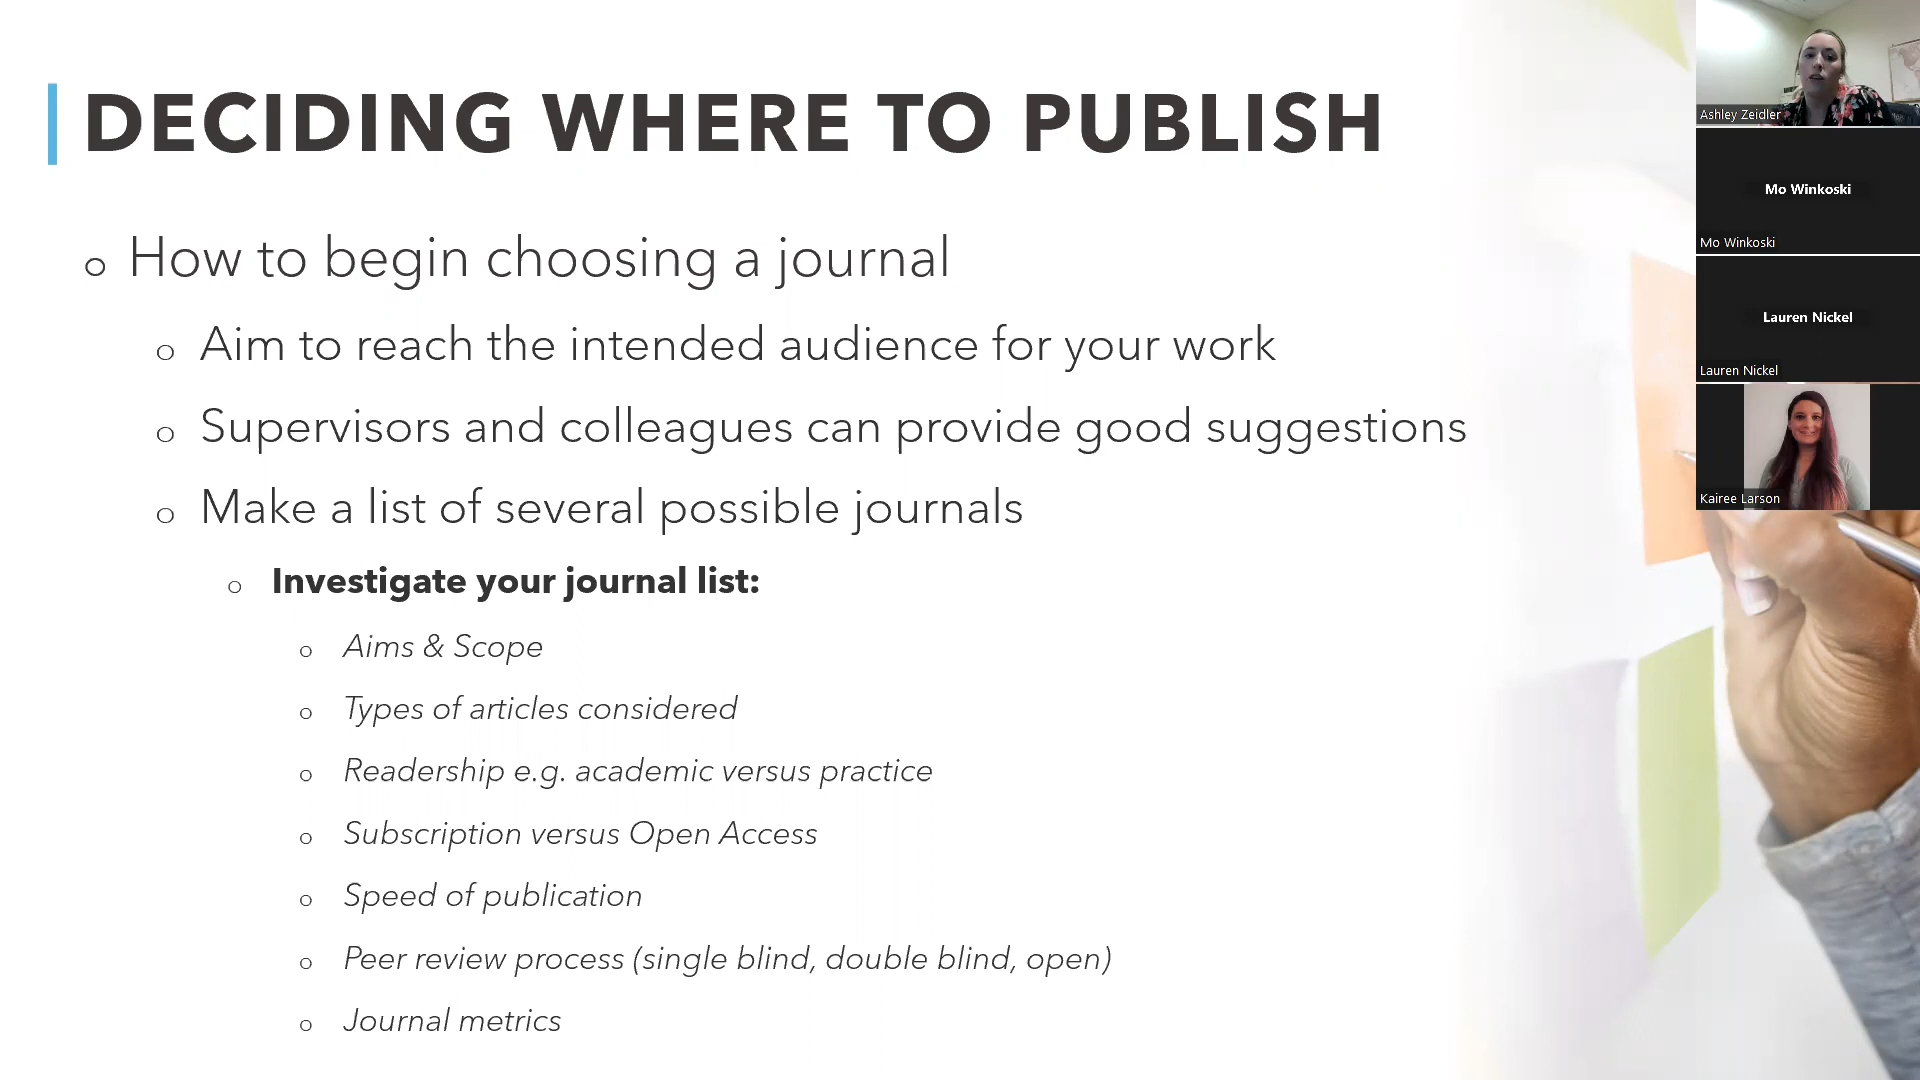 DECIDING WHERE TO PUBLISH
o How to begin choosing a journal
o Aim to reach the intended audience for your work
o Supervisors and colleagues can provide good suggestions
o Make a list of several possible journals
o Investigate your journal list:
o Aims & Scope
o Types of articles considered
o Readership e.g. academic versus practice
o Subscription versus Open Access
o Speed of publication
o Peer review process (single blind, double blind, open)
o Journal metrics
Ashley Zeidler
Mo Winkoski
Mo Winkoski
Lauren Nickel
Lauren Nickel
Kairee Larson